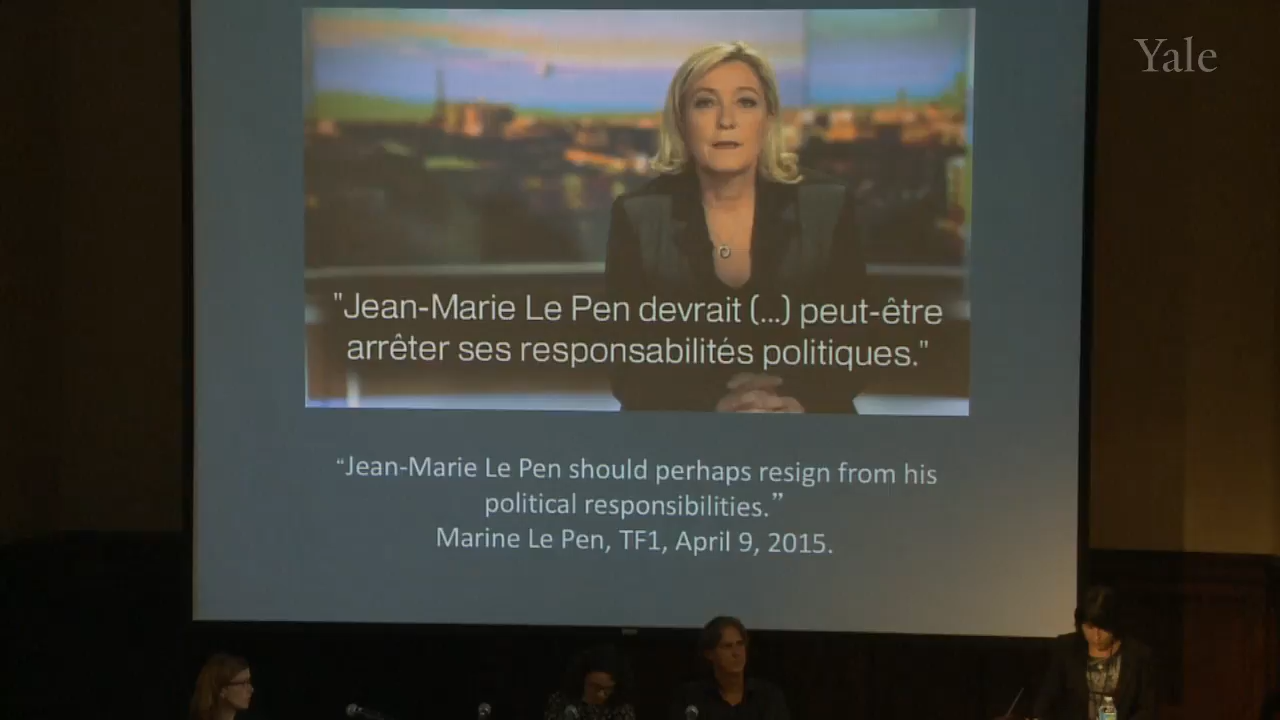 Yale
"Jean-Marie Le Pen devrait (...) peut-être
arrêter ses responsabilités politiques."
“Jean-Marie Le Pen should perhaps resign from his
political responsibilities.”
Marine Le Pen, TF1, April 9, 2015.